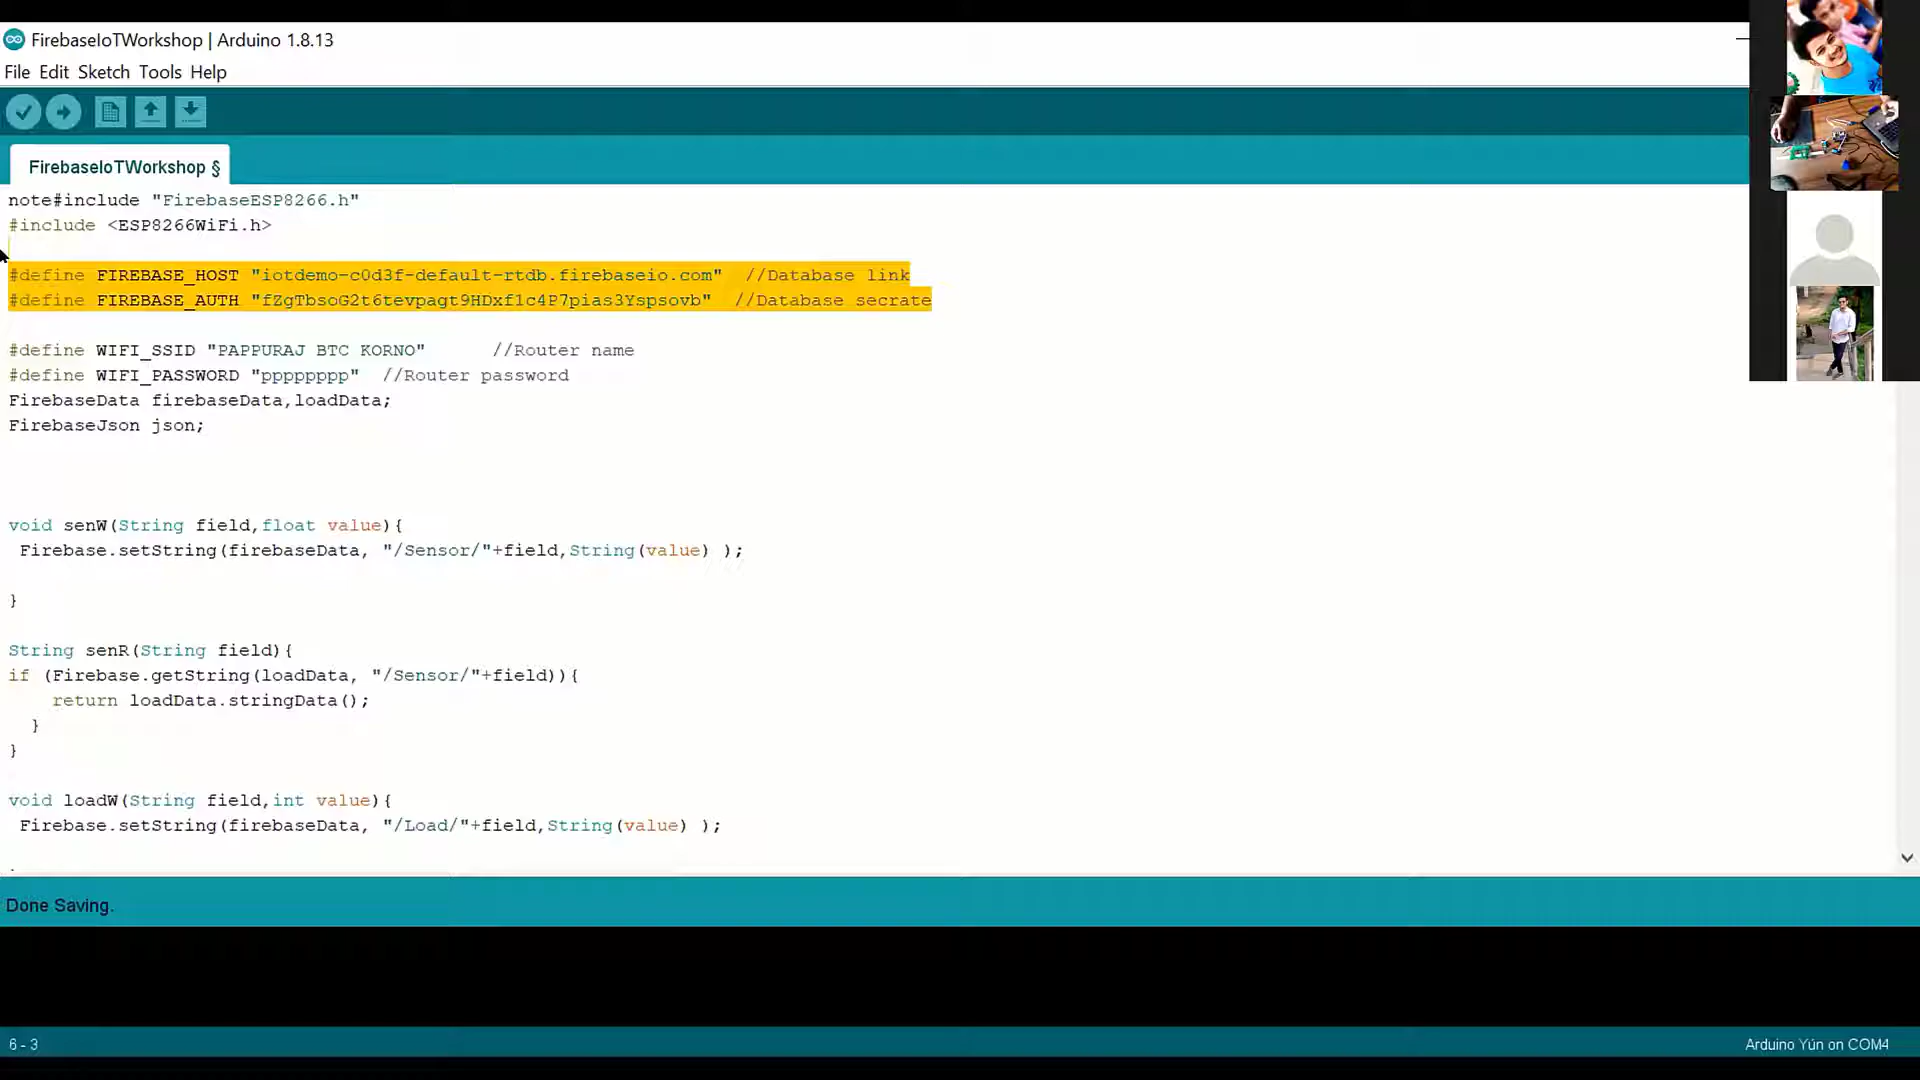 FirebaseIoTWorkshop | Arduino 1.8.13
File Edit Sketch Tools Help
FirebaseIoTWorkshop §
note#include "FirebaseESP8266.h"
#include <ESP8266WiFi.h>
#define FIREBASE_HOST "iotdemo-c0d3f-default-rtdb.firebaseio.com" //Database link
#define FIREBASE_AUTH "fZgTbsoG2t6tevpagt9HDxf1c4P7pias3Yspsovb" //Database secrate
#define WIFI_SSID "PAPPURAJ BTC KORNO" //Router name
#define WIFI_PASSWORD "pppppppp" //Router password
FirebaseData firebaseData,loadData;
FirebaseJson json;
void senW(String field,float value){
Firebase.setString(firebaseData, "/Sensor/"+field,String(value) );
}
String senR(String field){
if (Firebase.getString(loadData, "/Sensor/"+field)){
return loadData.stringData();
}
}
void loadW(String field,int value){
Firebase.setString(firebaseData, "/Load/"+field,String(value) );
Done Saving.
6 - 3
Arduino Yún on COM4